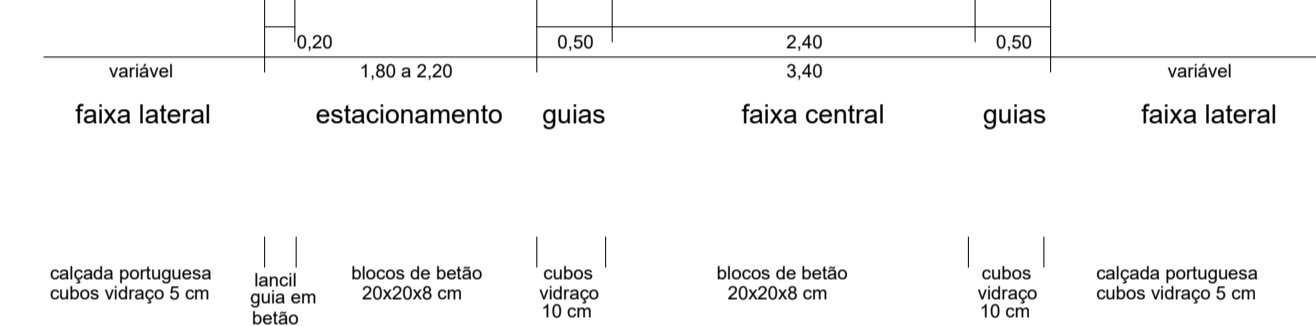 0,20
0,50
2,40
0,50
variável
1,80 a 2,20
3,40
variável
faixa lateral
estacionamento
guias
faixa central
guias
faixa lateral
calçada portuguesa
cubos vidraço 5 cm
lancil
guia em
betão
blocos de betão
20x20x8 cm
cubos
vidraço
10 cm
blocos de betão
20x20x8 cm
cubos
vidraço
10 cm
calçada portuguesa
cubos vidraço 5 cm